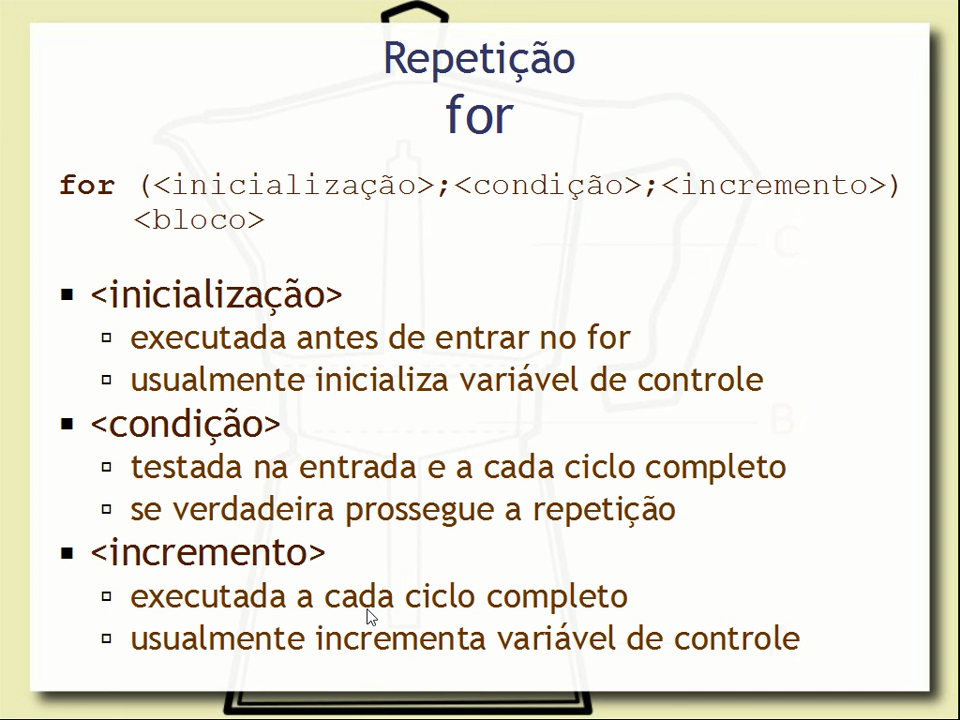 Repetição
for
for (<inicialização>;<condição>;<incremento>)
<bloco>
▪ <inicialização>
▫ executada antes de entrar no for
▫ usualmente inicializa variável de controle
▪ <condição>
▫ testada na entrada e a cada ciclo completo
▫ se verdadeira prossegue a repetição
▪ <incremento>
▫ executada a cada ciclo completo
▫ usualmente incrementa variável de controle
C
B